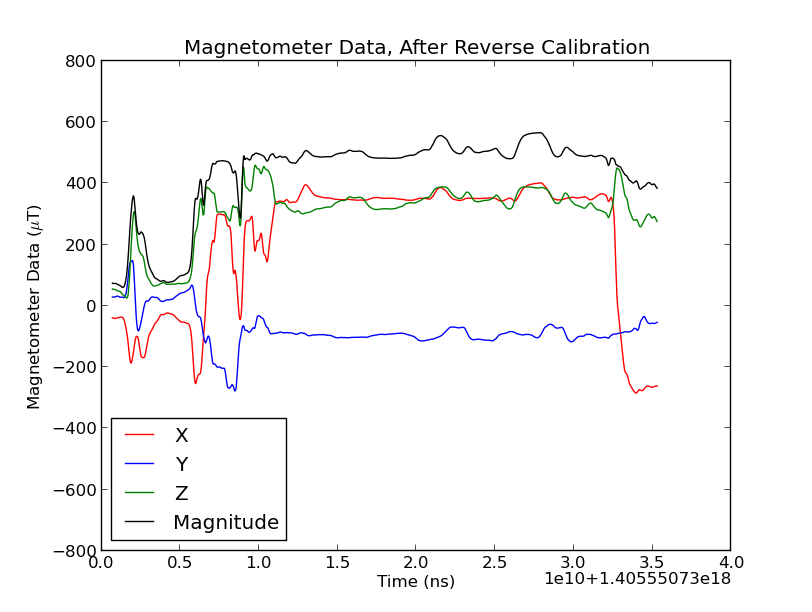 Magnetometer Data, After Reverse Calibration
800
600
400
200
0
−200
−400
−600
−800
Magnetometer Data (μT)
X
Y
Z
Magnitude
0.0 0.5 1.0 1.5 2.0 2.5 3.0 3.5 4.0
Time (ns)
1e10+1.40555073e18